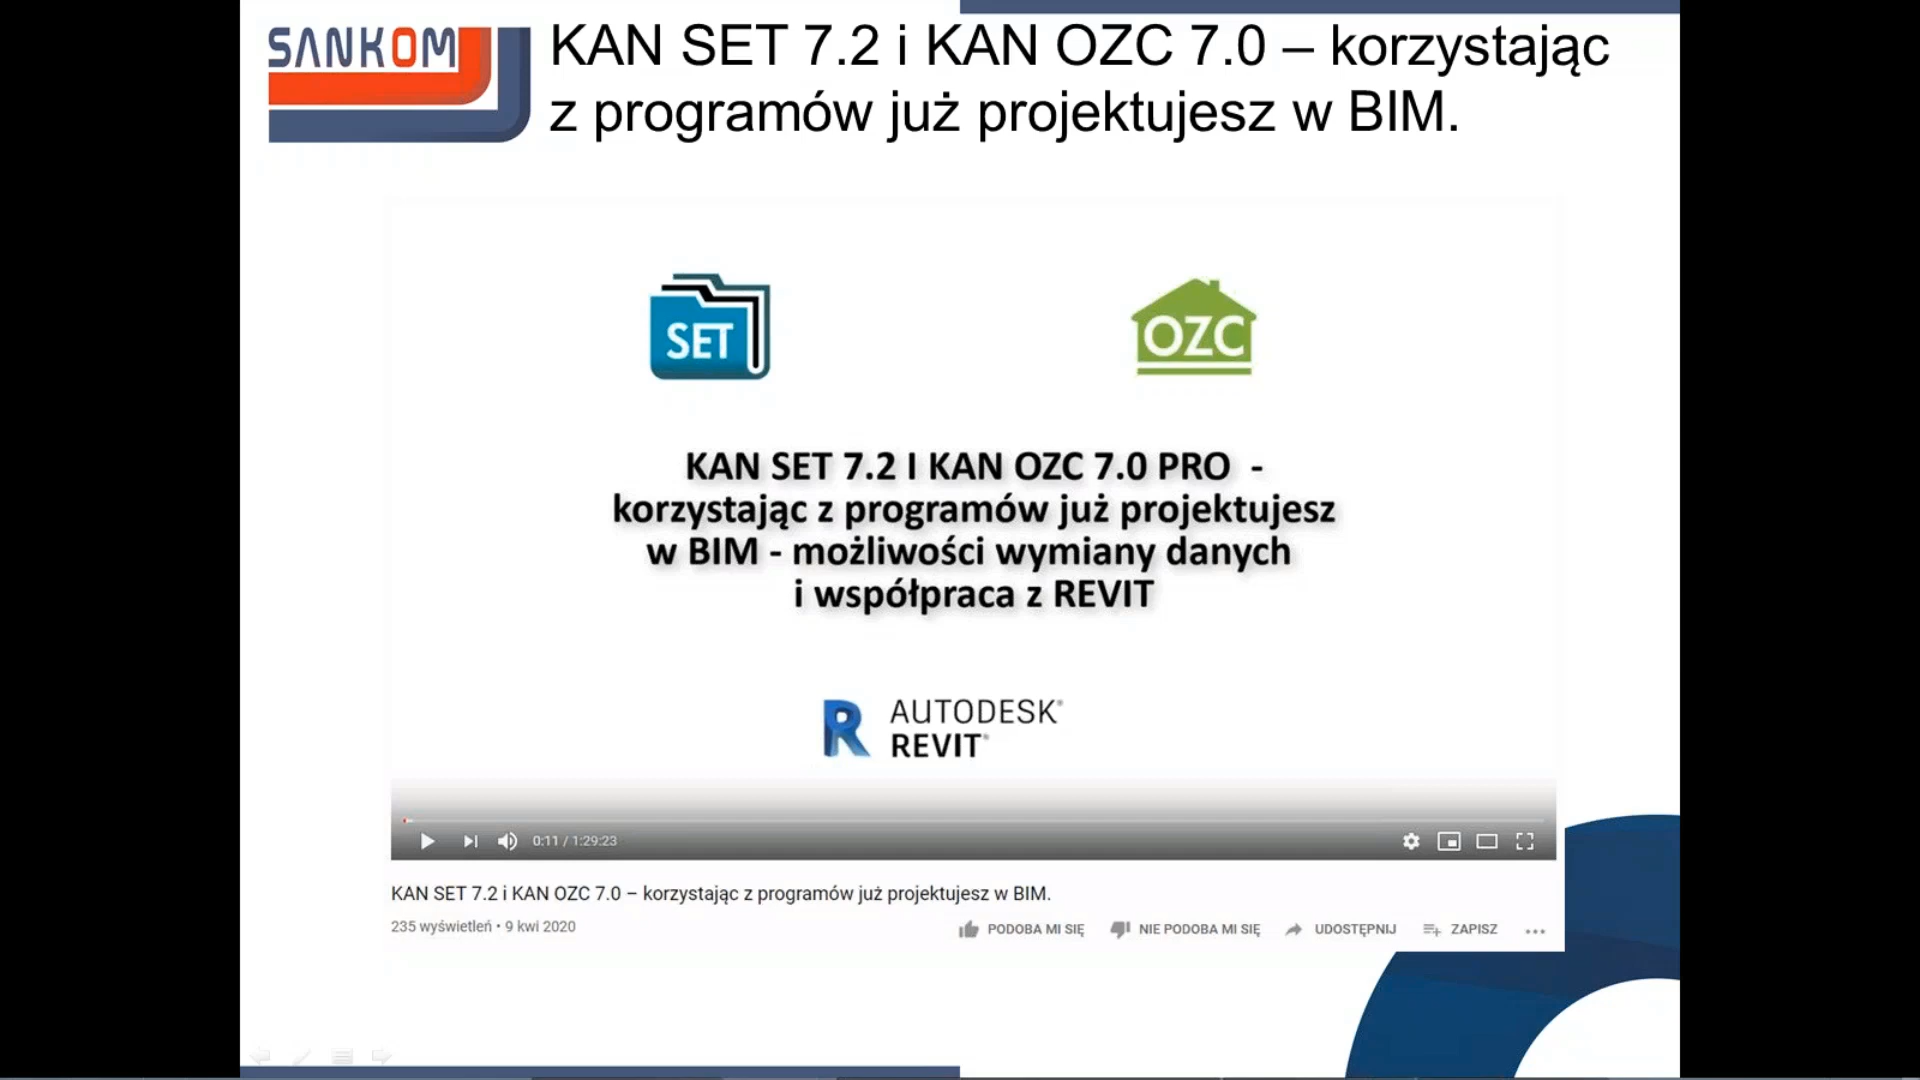 SANKOM
KAN SET 7.2 i KAN OZC 7.0 – korzystając
z programów już projektujesz w BIM.
SET
OZC
KAN SET 7.2 I KAN OZC 7.0 PRO -
korzystając z programów już projektujesz
w BIM - możliwości wymiany danych
i współpraca z REVIT
R AUTODESK®
REVIT®
0:11 / 1:29:23
KAN SET 7.2 i KAN OZC 7.0 – korzystając z programów już projektujesz w BIM.
235 wyświetleń • 9 kwi 2020
PODOBA MI SIĘ NIE PODOBA MI SIĘ UDOSTĘPNIJ ZAPISZ ...